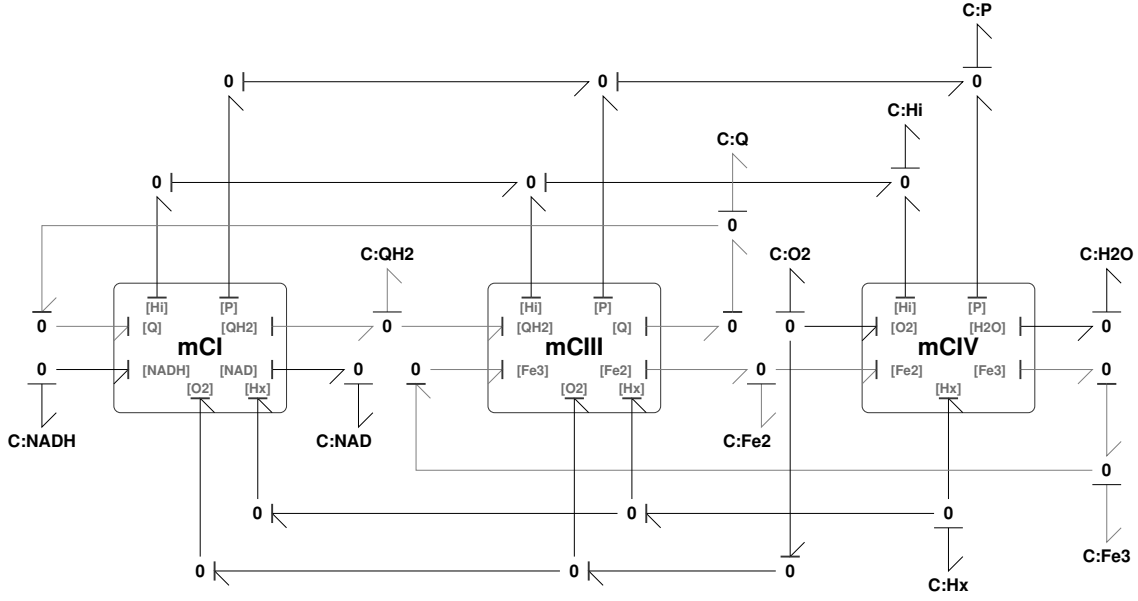 C:P
0 0 0
C:Hi
C:Q
0 0 0
0
C:QH2 C:O2 C:H2O
[Hi] [P] [Hi] [P] [Hi] [P]
0 [Q] [QH2] 0 [QH2] [Q] 0 0 [O2] [H2O] 0
mCI mCIII mCIV
0 [NADH] [NAD] 0 0 [Fe3] [Fe2] 0 [Fe2] [Fe3] 0
[O2] [Hx] [O2] [Hx] [Hx]
C:NADH C:NAD C:Fe2
0
0 0 0
C:Fe3
0 0 0
C:Hx